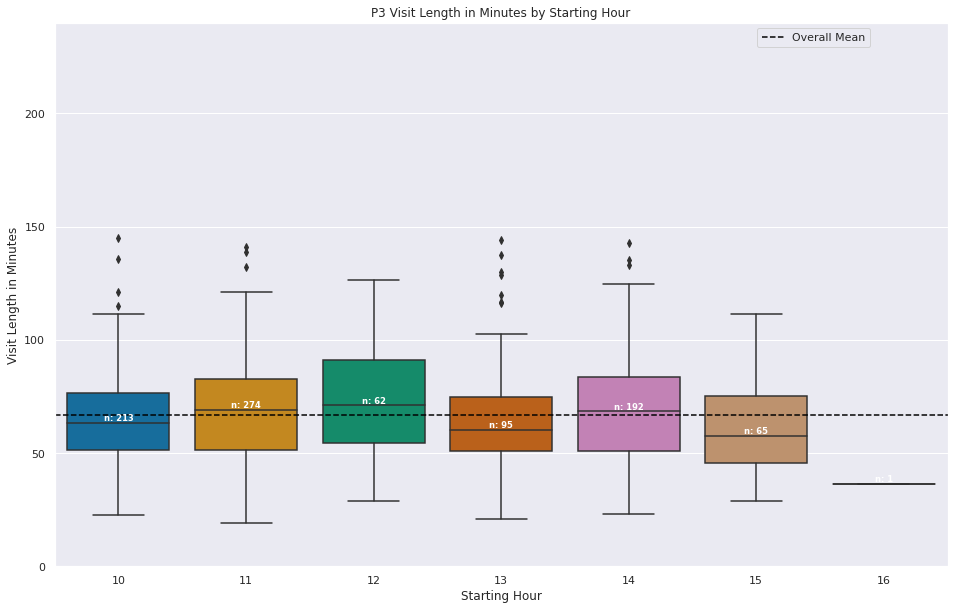 P3 Visit Length in Minutes by Starting Hour
Overall Mean
Visit Length in Minutes
200
150
100
50
0
n: 213
n: 274
n: 62
n: 95
n: 192
n: 65
n: 1
10
11
12
13
14
15
16
Starting Hour